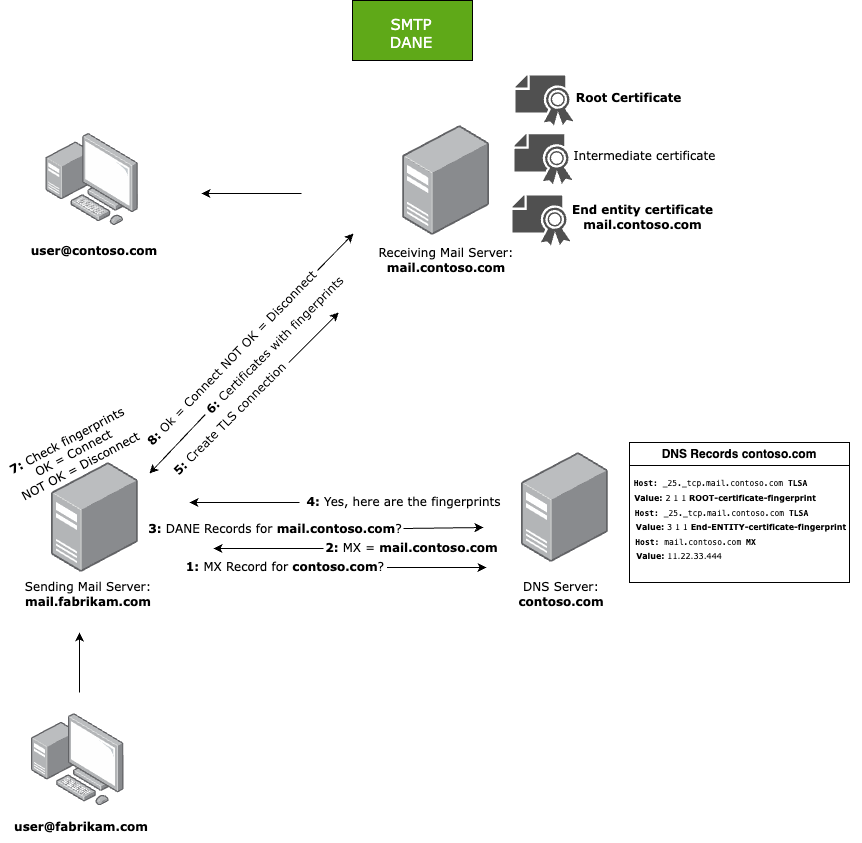 SMTP
DANE
Root Certificate
Intermediate certificate
End entity certificate
mail.contoso.com
user@contoso.com
Receiving Mail Server:
mail.contoso.com
8: Ok = Connect NOT OK = Disconnect
6: Certificates with fingerprints
5: Create TLS connection
7: Check fingerprints
OK = Connect
NOT OK = Disconnect
4: Yes, here are the fingerprints
3: DANE Records for mail.contoso.com?
2: MX = mail.contoso.com
1: MX Record for contoso.com?
Sending Mail Server:
mail.fabrikam.com
DNS Server:
contoso.com
DNS Records contoso.com
Host: _25._tcp.mail.contoso.com TLSA
Value: 2 1 1 ROOT-certificate-fingerprint
Host: _25._tcp.mail.contoso.com TLSA
Value: 3 1 1 End-ENTITY-certificate-fingerprint
Host: mail.contoso.com MX
Value: 11.22.33.444
user@fabrikam.com